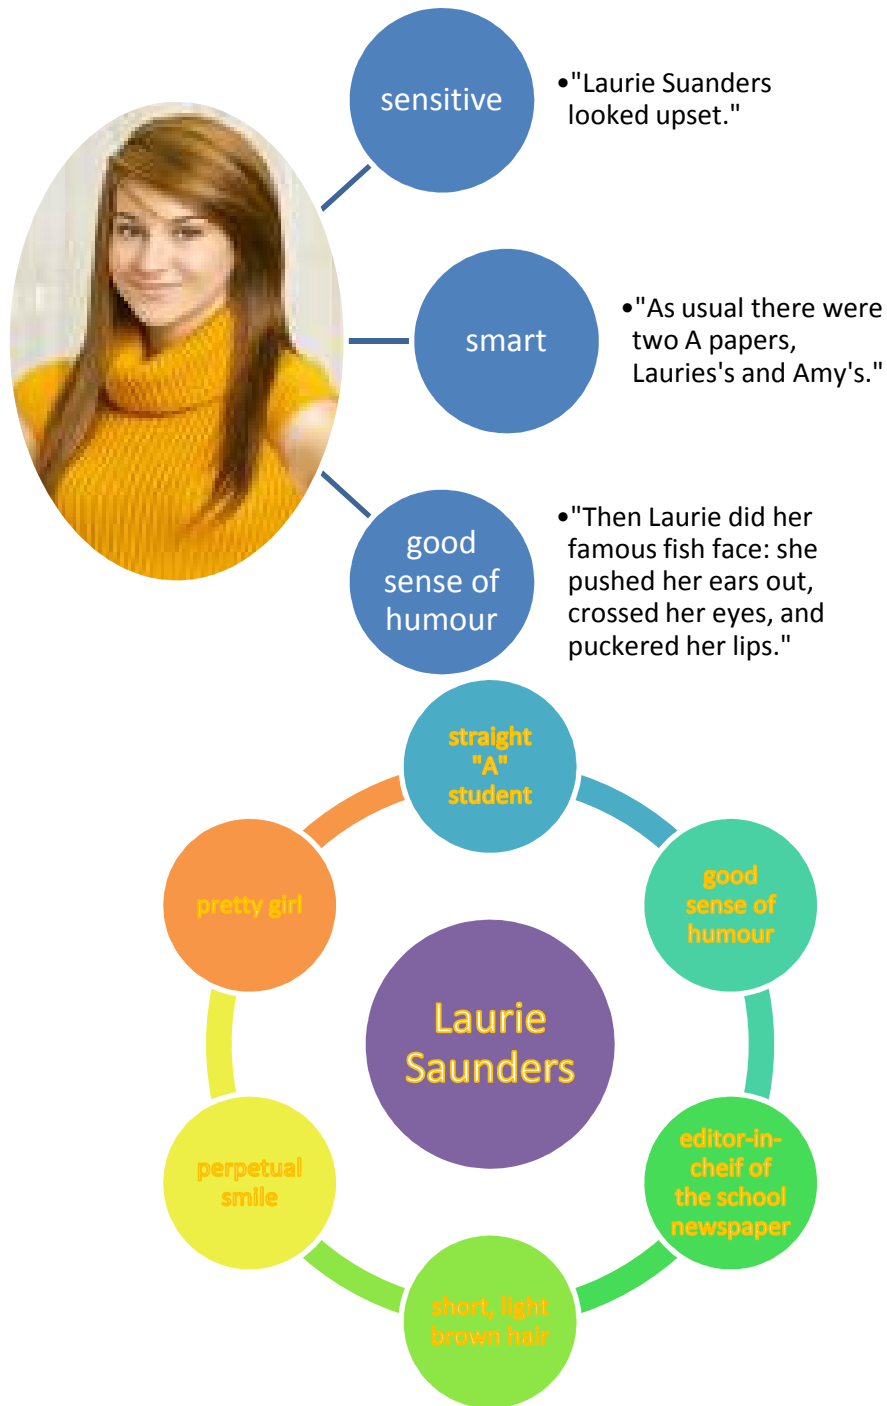 sensitive
•"Laurie Suanders
looked upset."
smart
•"As usual there were
two A papers,
Lauries's and Amy's."
good
sense of
humour
•"Then Laurie did her
famous fish face: she
pushed her ears out,
crossed her eyes, and
puckered her lips."
straight
"A"
student
good
sense of
humour
editor-in-
cheif of
the school
newspaper
short, light
brown hair
perpetual
smile
pretty girl
Laurie
Saunders